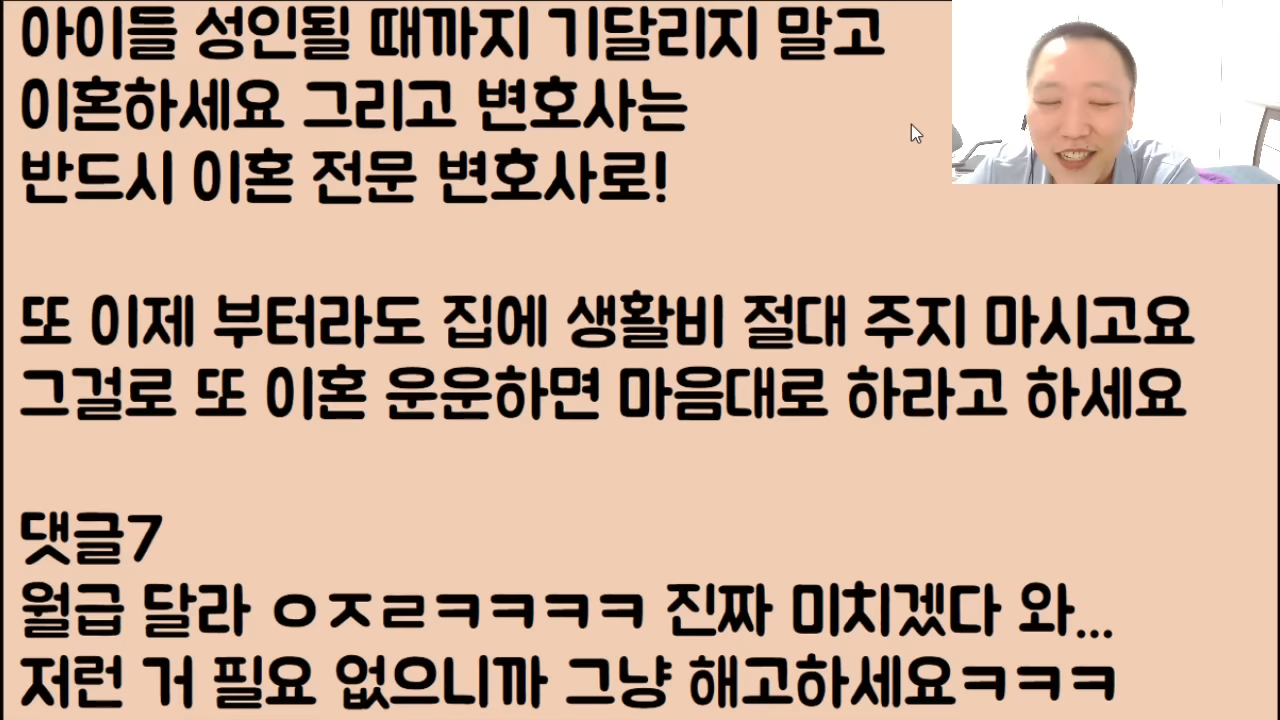 아이들 성인될 때까지 기달리지 말고
이혼하세요 그리고 변호사는
반드시 이혼 전문 변호사로!
또 이제 부터라도 집에 생활비 절대 주지 마시고요
그걸로 또 이혼 운운하면 마음대로 하라고 하세요
댓글7
월급 달라 ㅇㅈㄹㅋㅋㅋㅋ 진짜 미치겠다 와...
저런 거 필요 없으니까 그냥 해고하세요ㅋㅋㅋ